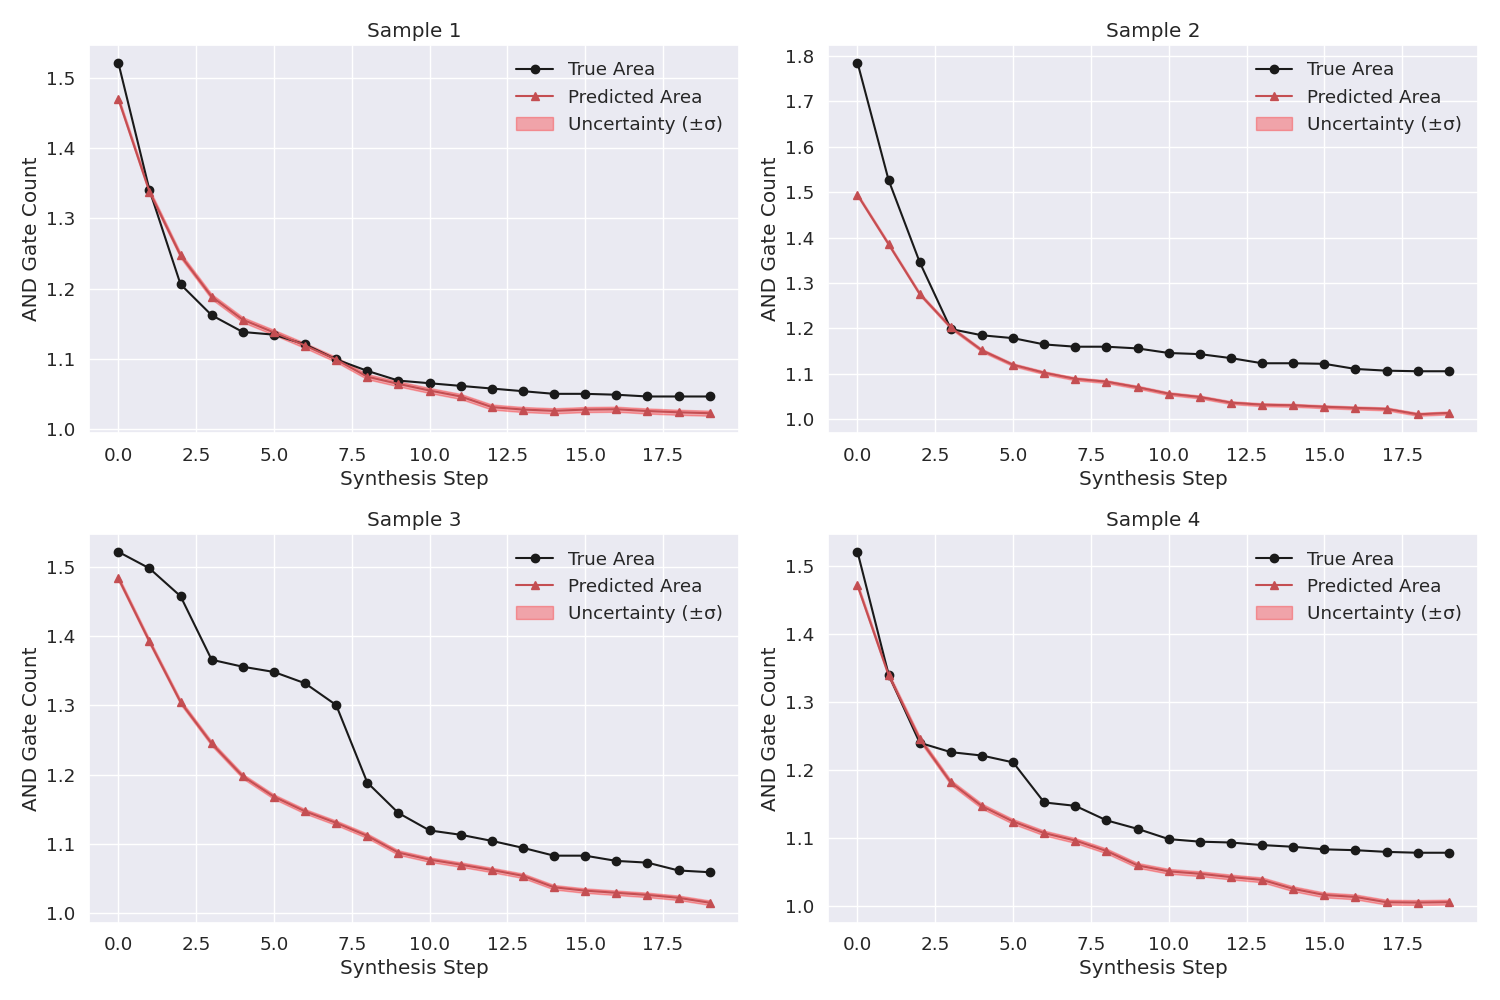 Sample 1
True Area
Predicted Area
Uncertainty (±σ)
AND Gate Count
1.5
1.4
1.3
1.2
1.1
1.0
0.0 2.5 5.0 7.5 10.0 12.5 15.0 17.5
Synthesis Step
Sample 2
True Area
Predicted Area
Uncertainty (±σ)
AND Gate Count
1.8
1.7
1.6
1.5
1.4
1.3
1.2
1.1
1.0
0.0 2.5 5.0 7.5 10.0 12.5 15.0 17.5
Synthesis Step
Sample 3
True Area
Predicted Area
Uncertainty (±σ)
AND Gate Count
1.5
1.4
1.3
1.2
1.1
1.0
0.0 2.5 5.0 7.5 10.0 12.5 15.0 17.5
Synthesis Step
Sample 4
True Area
Predicted Area
Uncertainty (±σ)
AND Gate Count
1.5
1.4
1.3
1.2
1.1
1.0
0.0 2.5 5.0 7.5 10.0 12.5 15.0 17.5
Synthesis Step